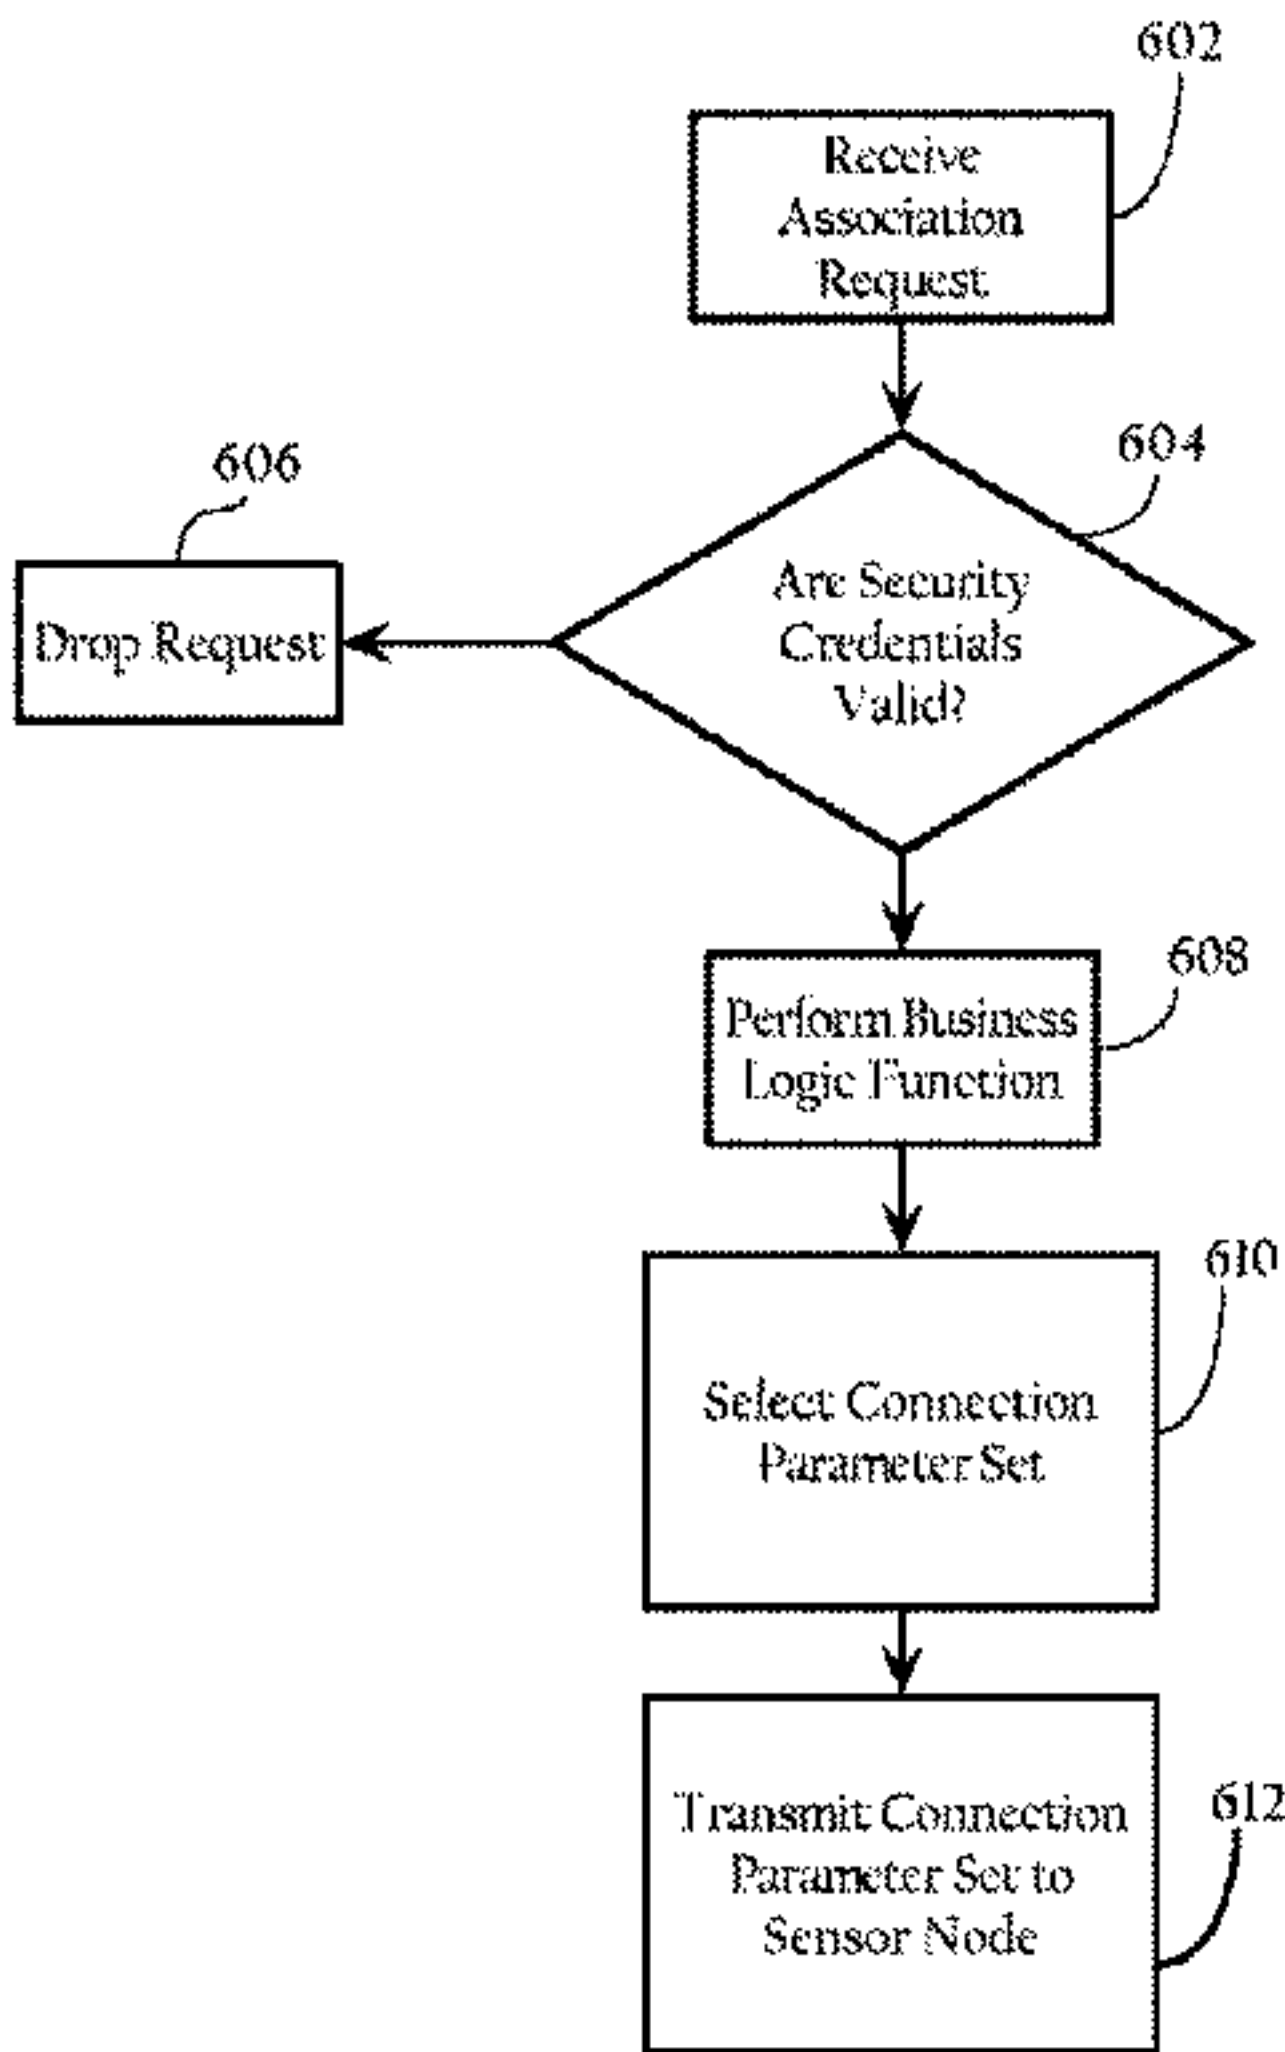 602
Receive
Association
Request
604
606
Are Security
Credentials
Valid?
Drop Request
608
Perform Business
Logic Function
610
Select Connection
Parameter Set
612
Transmit Connection
Parameter Set to
Sensor Node